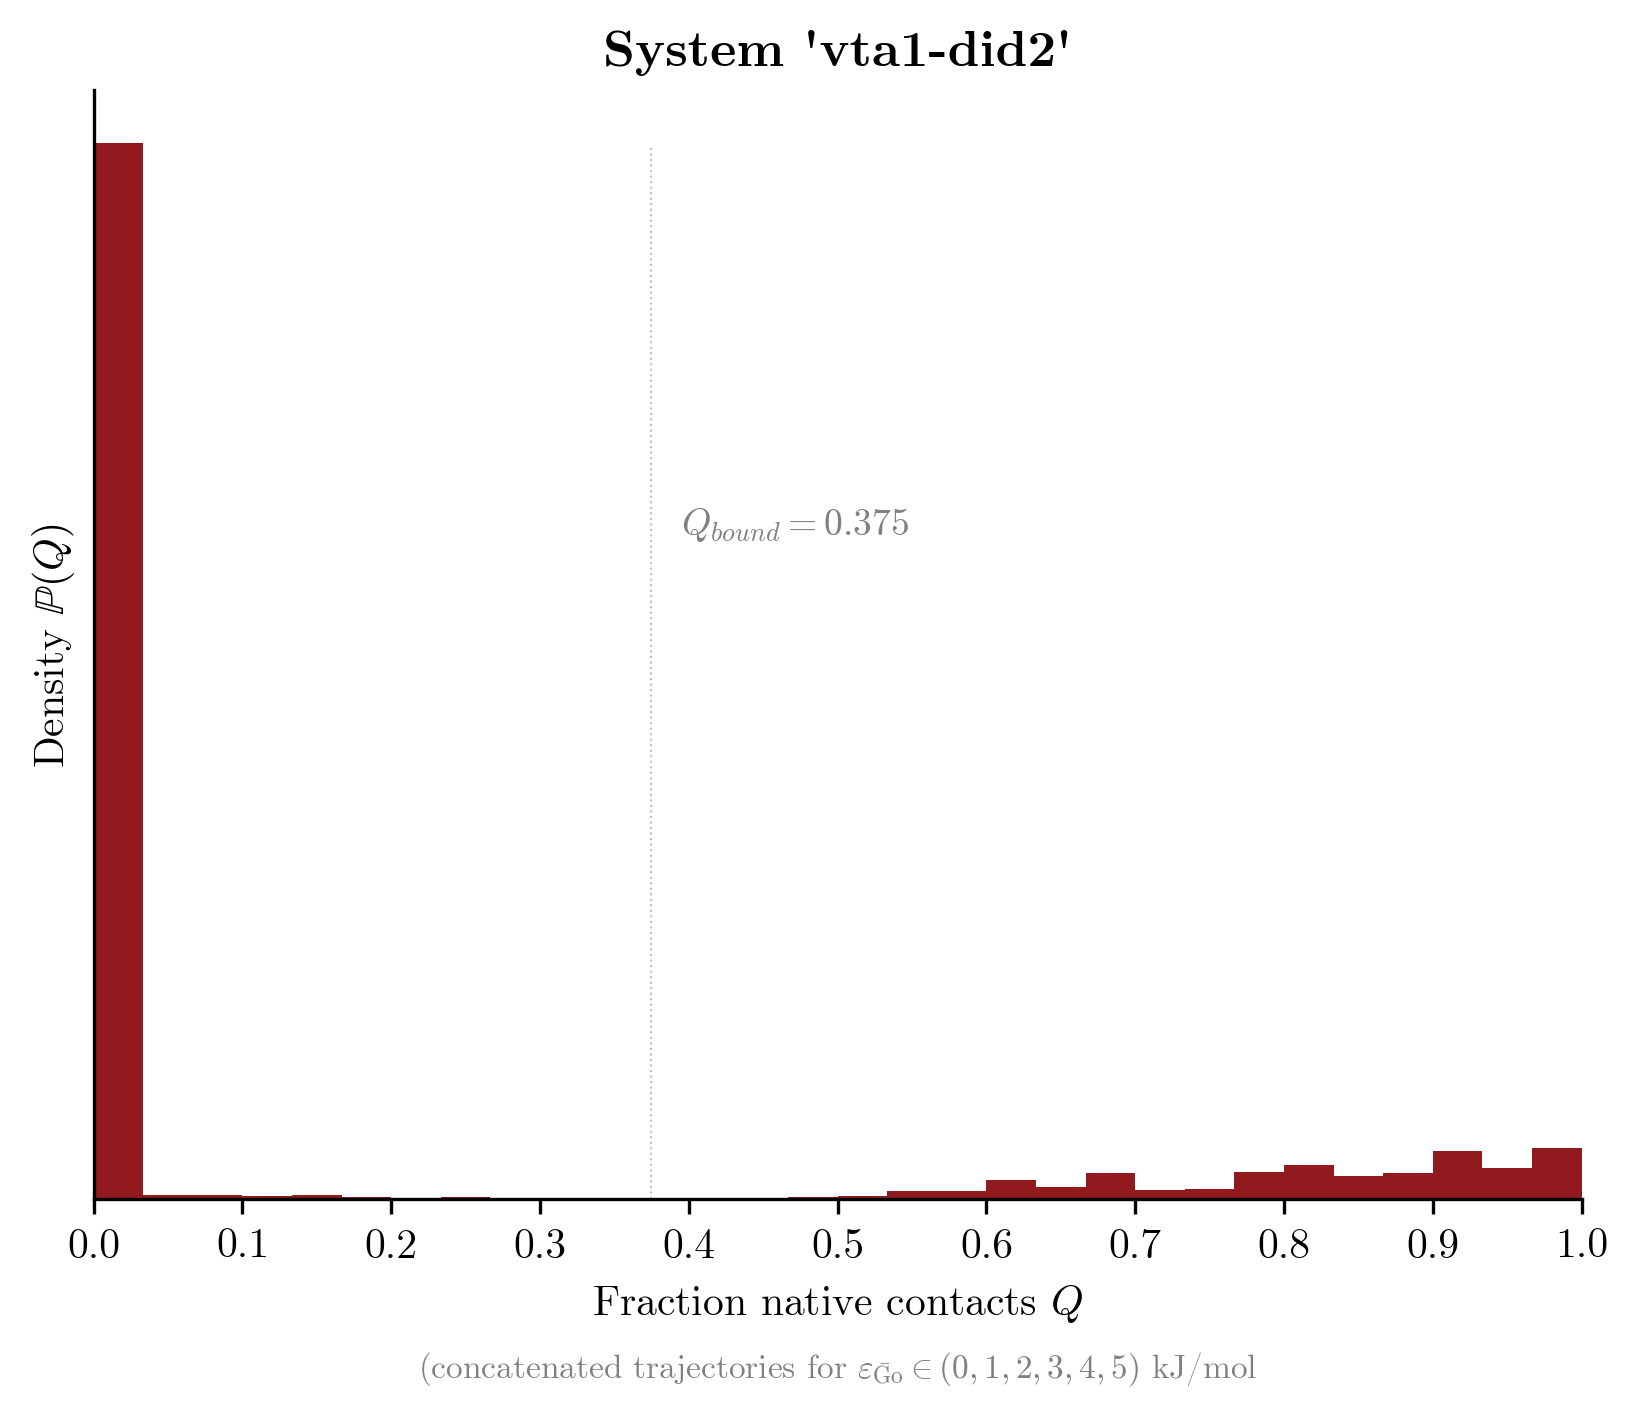 System 'vta1-did2'
Density ℙ(Q)
Q_bound = 0.375
0.0 0.1 0.2 0.3 0.4 0.5 0.6 0.7 0.8 0.9 1.0
Fraction native contacts Q
(concatenated trajectories for ε_Ḡo ∈ (0, 1, 2, 3, 4, 5) kJ/mol